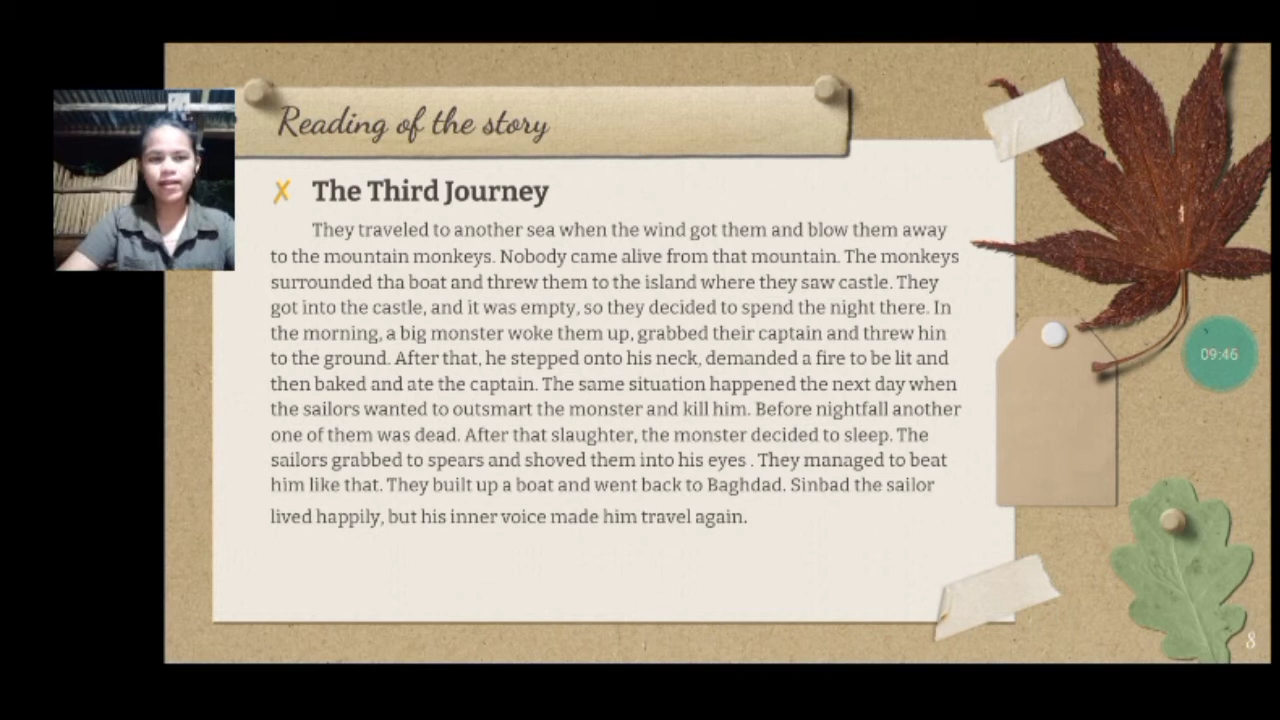 Reading of the story
The Third Journey
They traveled to another sea when the wind got them and blow them away
to the mountain monkeys. Nobody came alive from that mountain. The monkeys
surrounded tha boat and threw them to the island where they saw castle. They
got into the castle, and it was empty, so they decided to spend the night there. In
the morning, a big monster woke them up, grabbed their captain and threw hin
to the ground. After that, he stepped onto his neck, demanded a fire to be lit and
then baked and ate the captain. The same situation happened the next day when
the sailors wanted to outsmart the monster and kill him. Before nightfall another
one of them was dead. After that slaughter, the monster decided to sleep. The
sailors grabbed to spears and shoved them into his eyes . They managed to beat
him like that. They built up a boat and went back to Baghdad. Sinbad the sailor
lived happily, but his inner voice made him travel again.
09:46
8